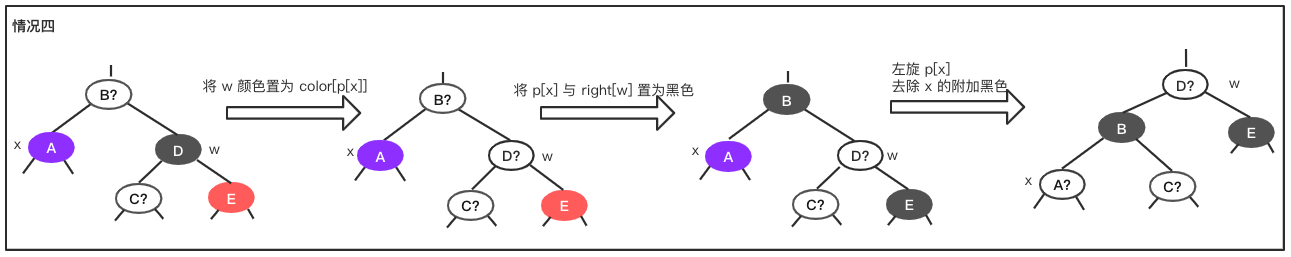 情况四
将 w 颜色置为 color[p[x]]
将 p[x] 与 right[w] 置为黑色
左旋 p[x]
去除 x 的附加黑色
B?
x
A
D
w
C?
E
B?
x
A
D?
w
C?
E
B
x
A
D?
w
C?
E
D?
w
B
E
x
A?
C?